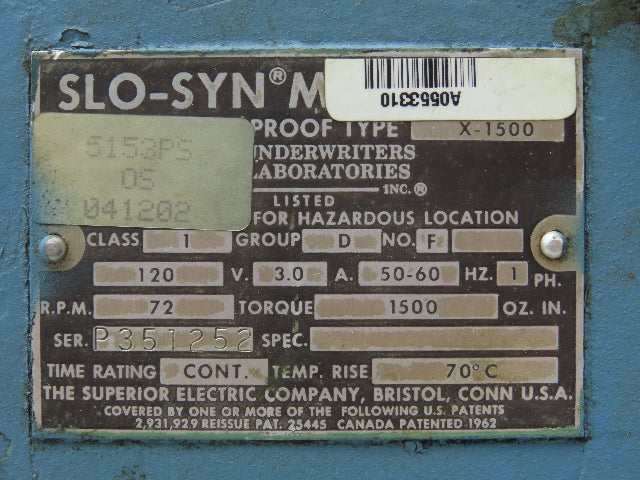 SLO-SYN® M
A0553310
PROOF TYPE X-1500
5153PS
OS
041202
UNDERWRITERS
LABORATORIES
INC.®
LISTED
FOR HAZARDOUS LOCATION
CLASS 1 GROUP D NO. F
120 V. 3.0 A. 50-60 HZ. 1 PH.
R.P.M. 72 TORQUE 1500 OZ. IN.
SER. P351252 SPEC.
TIME RATING CONT. TEMP. RISE 70°C
THE SUPERIOR ELECTRIC COMPANY, BRISTOL, CONN U.S.A.
COVERED BY ONE OR MORE OF THE FOLLOWING U.S. PATENTS
2,931,929 REISSUE PAT. 25445 CANADA PATENTED 1962